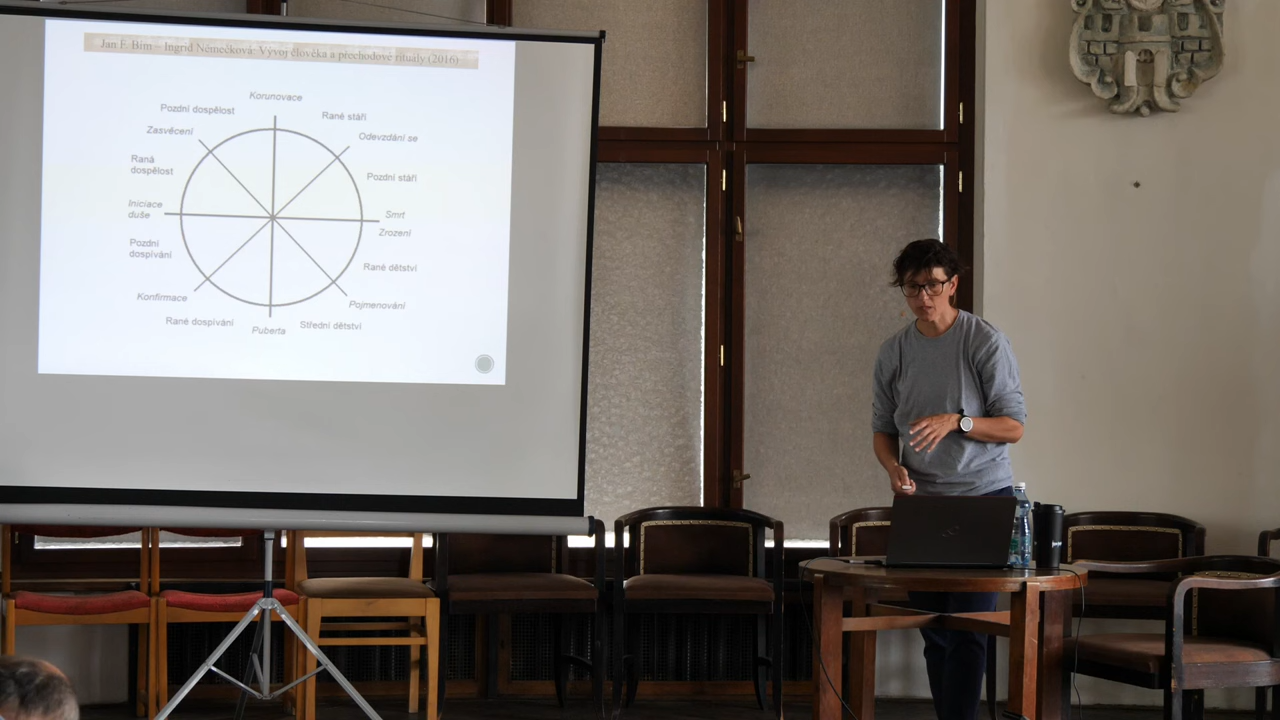 Jan F. Bím – Ingrid Němečková: Vývoj člověka a přechodové rituály (2016)
Korunovace
Pozdní dospělost
Rané stáří
Zasvěcení
Odevzdání se
Raná
dospělost
Pozdní stáří
Iniciace
duše
Smrt
Zrození
Pozdní
dospívání
Rané dětství
Konfirmace
Pojmenování
Rané dospívání
Puberta
Střední dětství